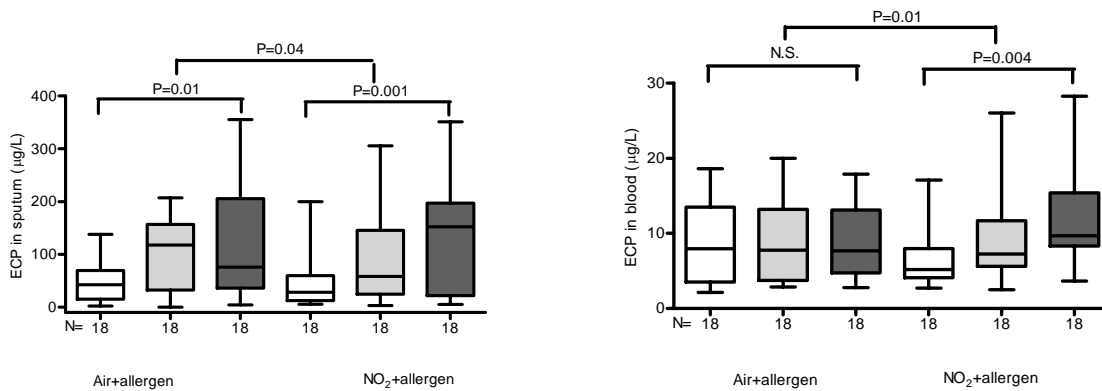 P=0.04
P=0.01
P=0.001
400
300
200
100
0
ECP in sputum (µg/L)
N= 18 18 18 18 18 18
Air+allergen NO₂+allergen
P=0.01
N.S.
P=0.004
30
20
10
0
ECP in blood (µg/L)
N= 18 18 18 18 18 18
Air+allergen NO₂+allergen